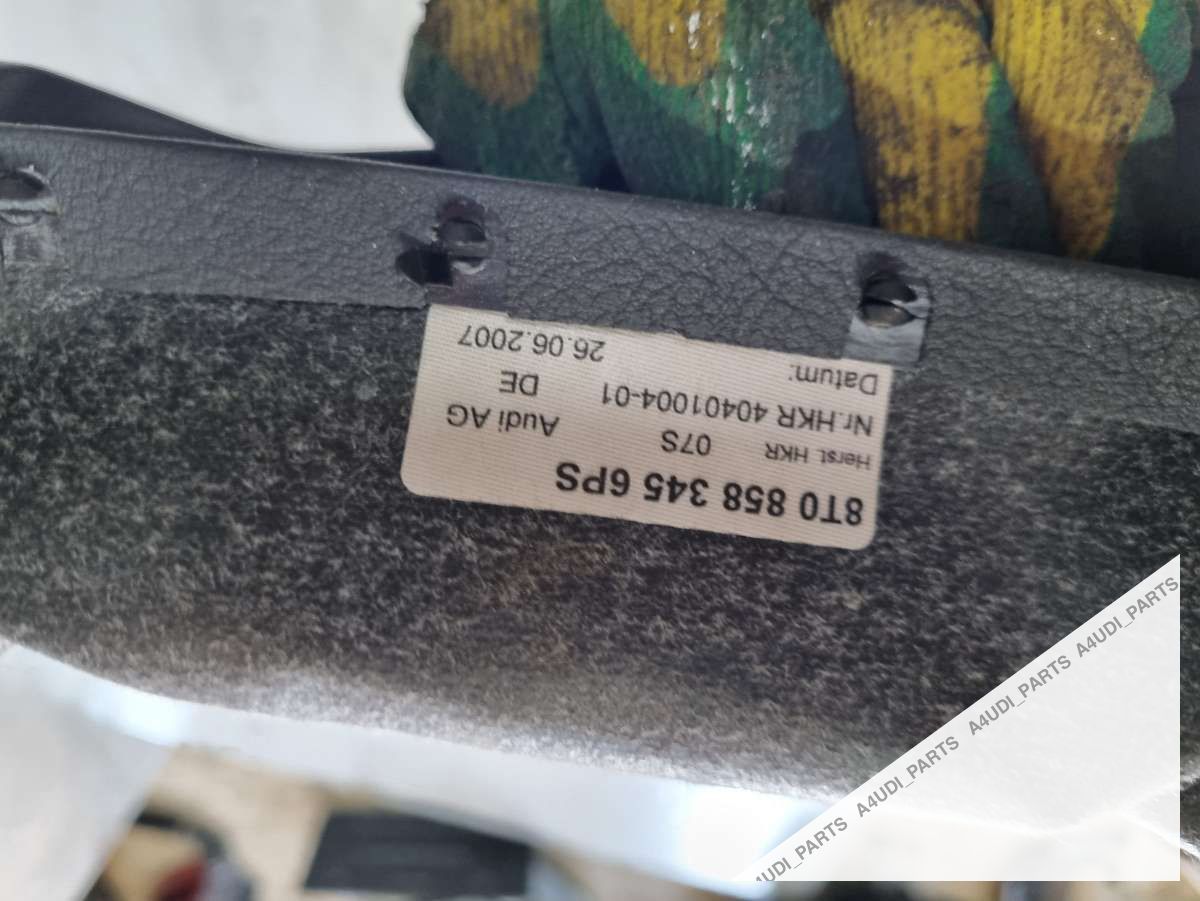 8T0 858 345 6PS
Herst. HKR 07S Audi AG
Nr.HKR 40401004-01 DE
Datum: 26.06.2007
A4UDI_PARTS A4UDI_PARTS A4UDI_PARTS A4UDI_PARTS